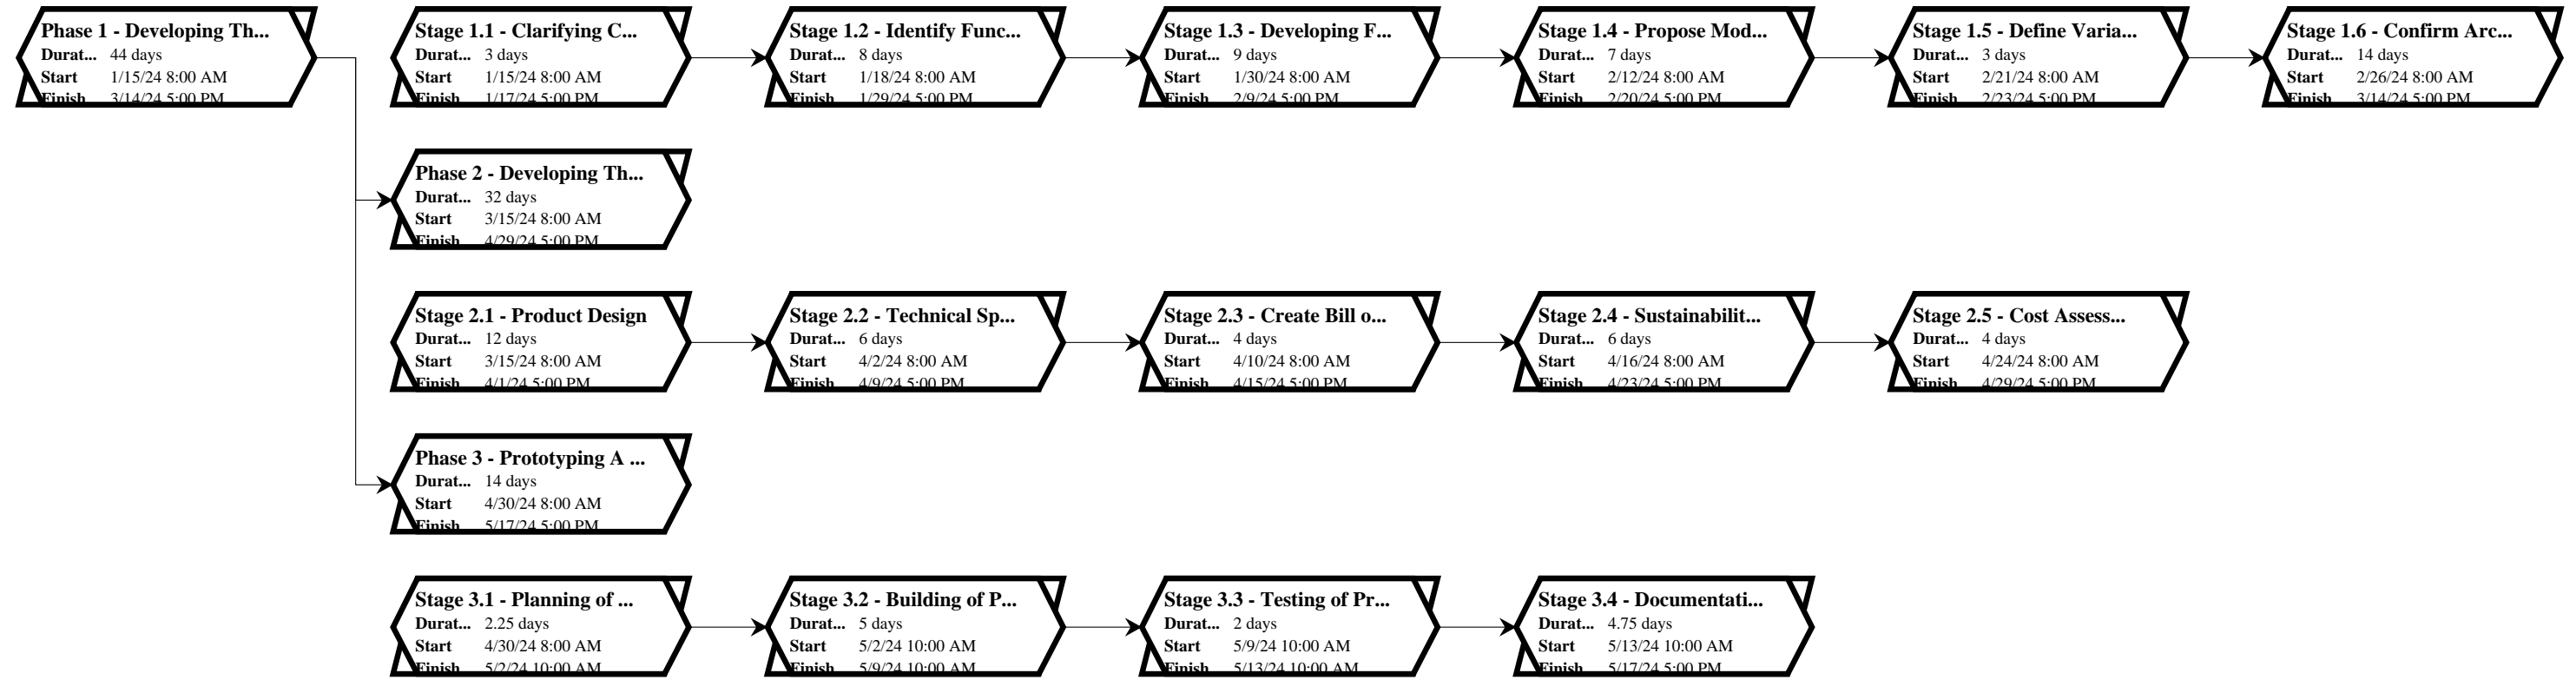 Phase 1 - Developing Th...
Durat... 44 days
Start 1/15/24 8:00 AM
Finish 3/14/24 5:00 PM
Stage 1.1 - Clarifying C...
Durat... 3 days
Start 1/15/24 8:00 AM
Finish 1/17/24 5:00 PM
Stage 1.2 - Identify Func...
Durat... 8 days
Start 1/18/24 8:00 AM
Finish 1/29/24 5:00 PM
Stage 1.3 - Developing F...
Durat... 9 days
Start 1/30/24 8:00 AM
Finish 2/9/24 5:00 PM
Stage 1.4 - Propose Mod...
Durat... 7 days
Start 2/12/24 8:00 AM
Finish 2/20/24 5:00 PM
Stage 1.5 - Define Varia...
Durat... 3 days
Start 2/21/24 8:00 AM
Finish 2/23/24 5:00 PM
Stage 1.6 - Confirm Arc...
Durat... 14 days
Start 2/26/24 8:00 AM
Finish 3/14/24 5:00 PM
Phase 2 - Developing Th...
Durat... 32 days
Start 3/15/24 8:00 AM
Finish 4/29/24 5:00 PM
Stage 2.1 - Product Design
Durat... 12 days
Start 3/15/24 8:00 AM
Finish 4/1/24 5:00 PM
Stage 2.2 - Technical Sp...
Durat... 6 days
Start 4/2/24 8:00 AM
Finish 4/9/24 5:00 PM
Stage 2.3 - Create Bill o...
Durat... 4 days
Start 4/10/24 8:00 AM
Finish 4/15/24 5:00 PM
Stage 2.4 - Sustainabilit...
Durat... 6 days
Start 4/16/24 8:00 AM
Finish 4/23/24 5:00 PM
Stage 2.5 - Cost Assess...
Durat... 4 days
Start 4/24/24 8:00 AM
Finish 4/29/24 5:00 PM
Phase 3 - Prototyping A ...
Durat... 14 days
Start 4/30/24 8:00 AM
Finish 5/17/24 5:00 PM
Stage 3.1 - Planning of ...
Durat... 2.25 days
Start 4/30/24 8:00 AM
Finish 5/2/24 10:00 AM
Stage 3.2 - Building of P...
Durat... 5 days
Start 5/2/24 10:00 AM
Finish 5/9/24 10:00 AM
Stage 3.3 - Testing of Pr...
Durat... 2 days
Start 5/9/24 10:00 AM
Finish 5/13/24 10:00 AM
Stage 3.4 - Documentati...
Durat... 4.75 days
Start 5/13/24 10:00 AM
Finish 5/17/24 5:00 PM